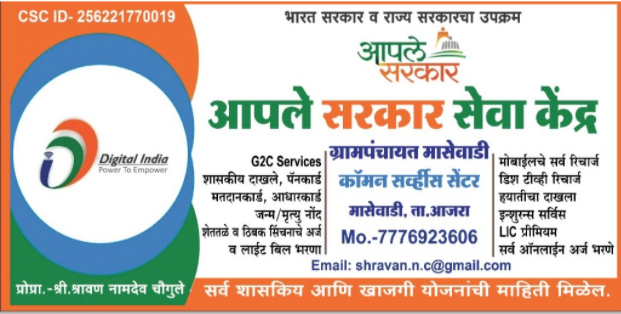 CSC ID- 256221770019
भारत सरकार व राज्य सरकारचा उपक्रम
आपले
सरकार
आपले सरकार सेवा केंद्र
Digital India
Power To Empower
G2C Services
शासकीय दाखले, पॅनकार्ड
मतदानकार्ड, आधारकार्ड
जन्म/मृत्यु नोंद
शेततळे व ठिबक सिंचनाचे अर्ज
व लाईट बिल भरणा
ग्रामपंचायत मासेवाडी
कॉमन सर्व्हीस सेंटर
मासेवाडी, ता.आजरा
Mo.-7776923606
मोबाईलचे सर्व रिचार्ज
डिश टीव्ही रिचार्ज
हयातीचा दाखला
इन्शुरन्स सर्विस
LIC प्रीमियम
सर्व ऑनलाईन अर्ज भरणे
Email: shravan.n.c@gmail.com
प्रोप्रा.-श्री.श्रावण नामदेव चौगुले
सर्व शासकिय आणि खाजगी योजनांची माहिती मिळेल.